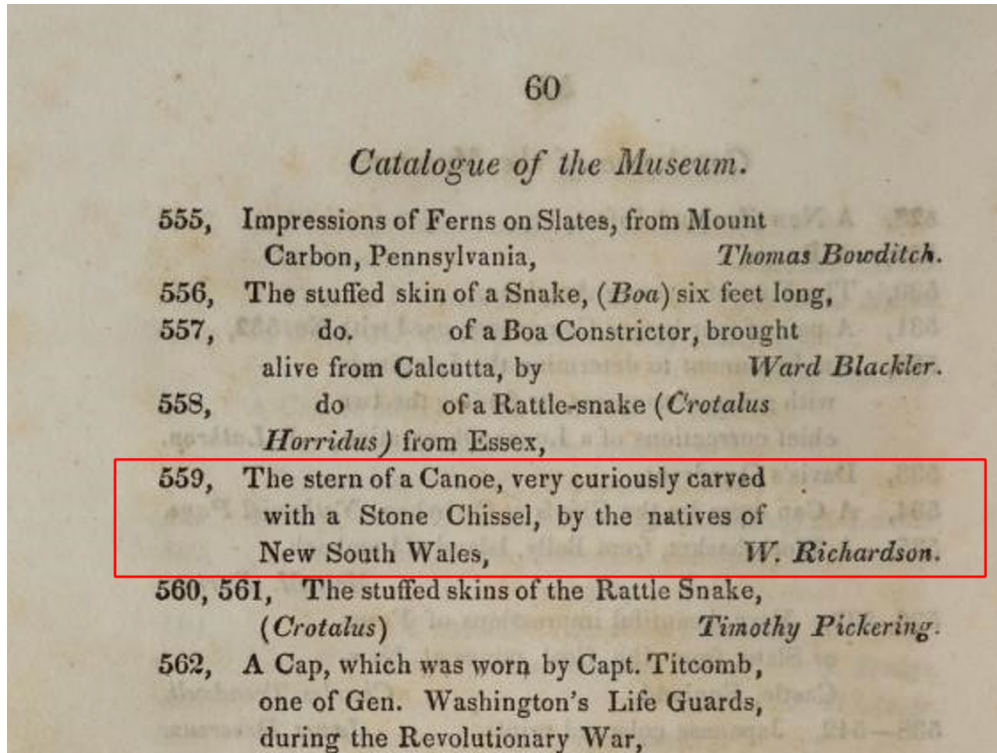 60
Catalogue of the Museum.
555, Impressions of Ferns on Slates, from Mount
Carbon, Pennsylvania, Thomas Bowditch.
556, The stuffed skin of a Snake, (Boa) six feet long,
557, do. of a Boa Constrictor, brought
alive from Calcutta, by Ward Blackler.
558, do of a Rattle-snake (Crotalus
Horridus) from Essex,
559, The stern of a Canoe, very curiously carved
with a Stone Chissel, by the natives of
New South Wales, W. Richardson.
560, 561, The stuffed skins of the Rattle Snake,
(Crotalus) Timothy Pickering.
562, A Cap, which was worn by Capt. Titcomb,
one of Gen. Washington's Life Guards,
during the Revolutionary War,